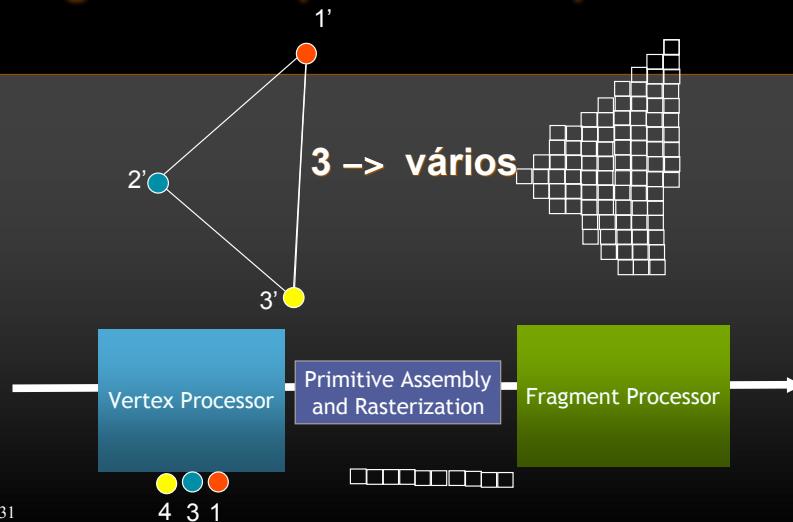 1'
2'
3 –> vários
3'
Vertex Processor
Primitive Assembly
and Rasterization
Fragment Processor
4 3 1
31